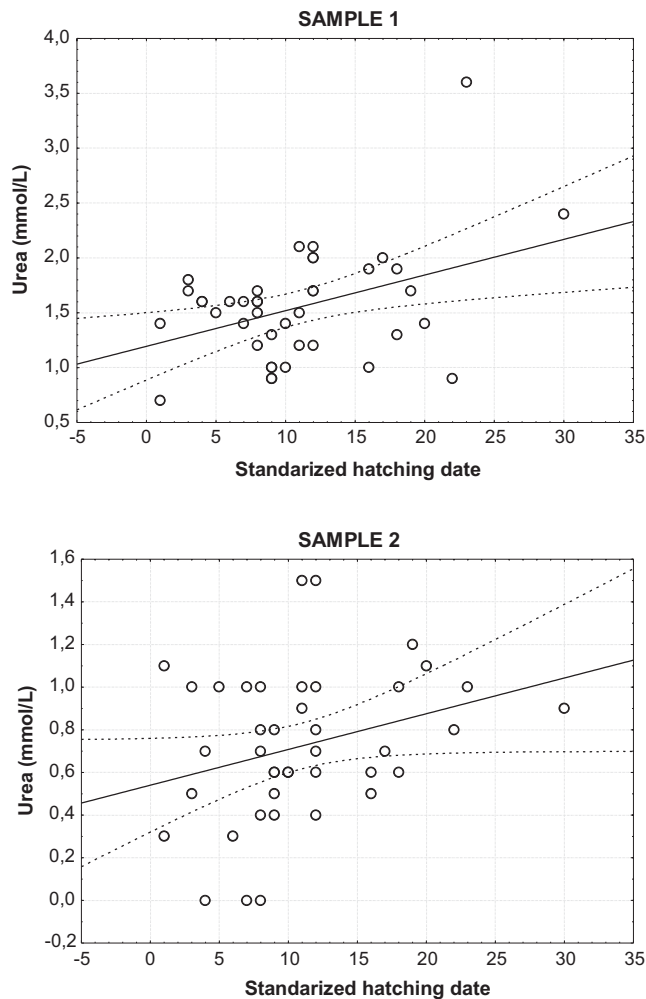 SAMPLE 1
4,0
3,5
3,0
2,5
2,0
1,5
1,0
0,5
Urea (mmol/L)
-5 0 5 10 15 20 25 30 35
Standarized hatching date
SAMPLE 2
1,6
1,4
1,2
1,0
0,8
0,6
0,4
0,2
0,0
-0,2
Urea (mmol/L)
-5 0 5 10 15 20 25 30 35
Standarized hatching date